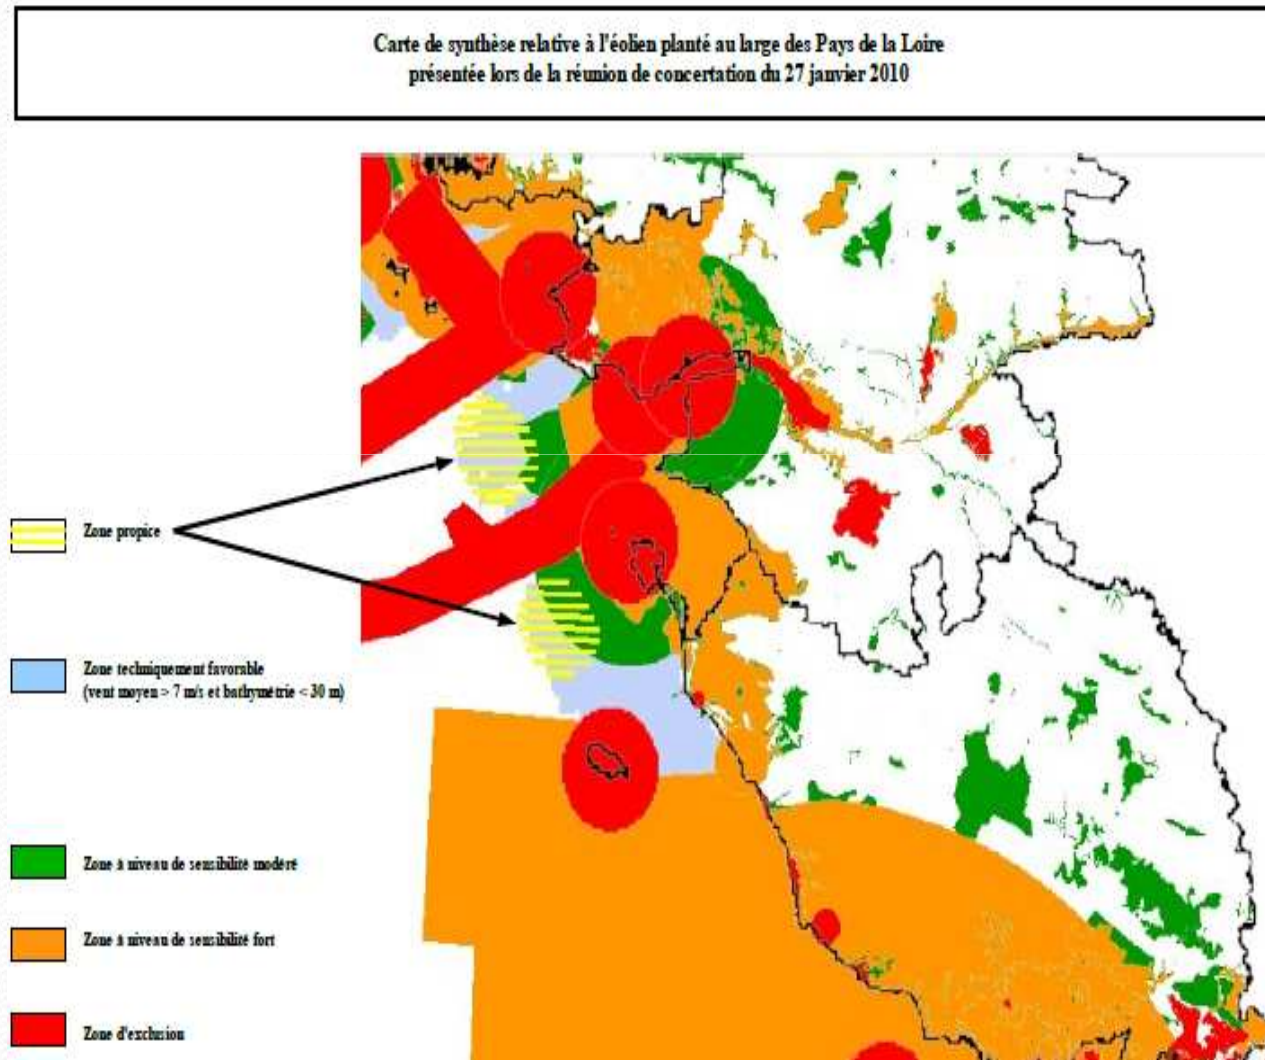 Carte de synthèse relative à l'éolien planté au large des Pays de la Loire
présentée lors de la réunion de concertation du 27 janvier 2010
Zone propice
Zone techniquement favorable
(vent moyen > 7 m/s et bathymétrie < 30 m)
Zone à niveau de sensibilité modéré
Zone à niveau de sensibilité fort
Zone d'exclusion